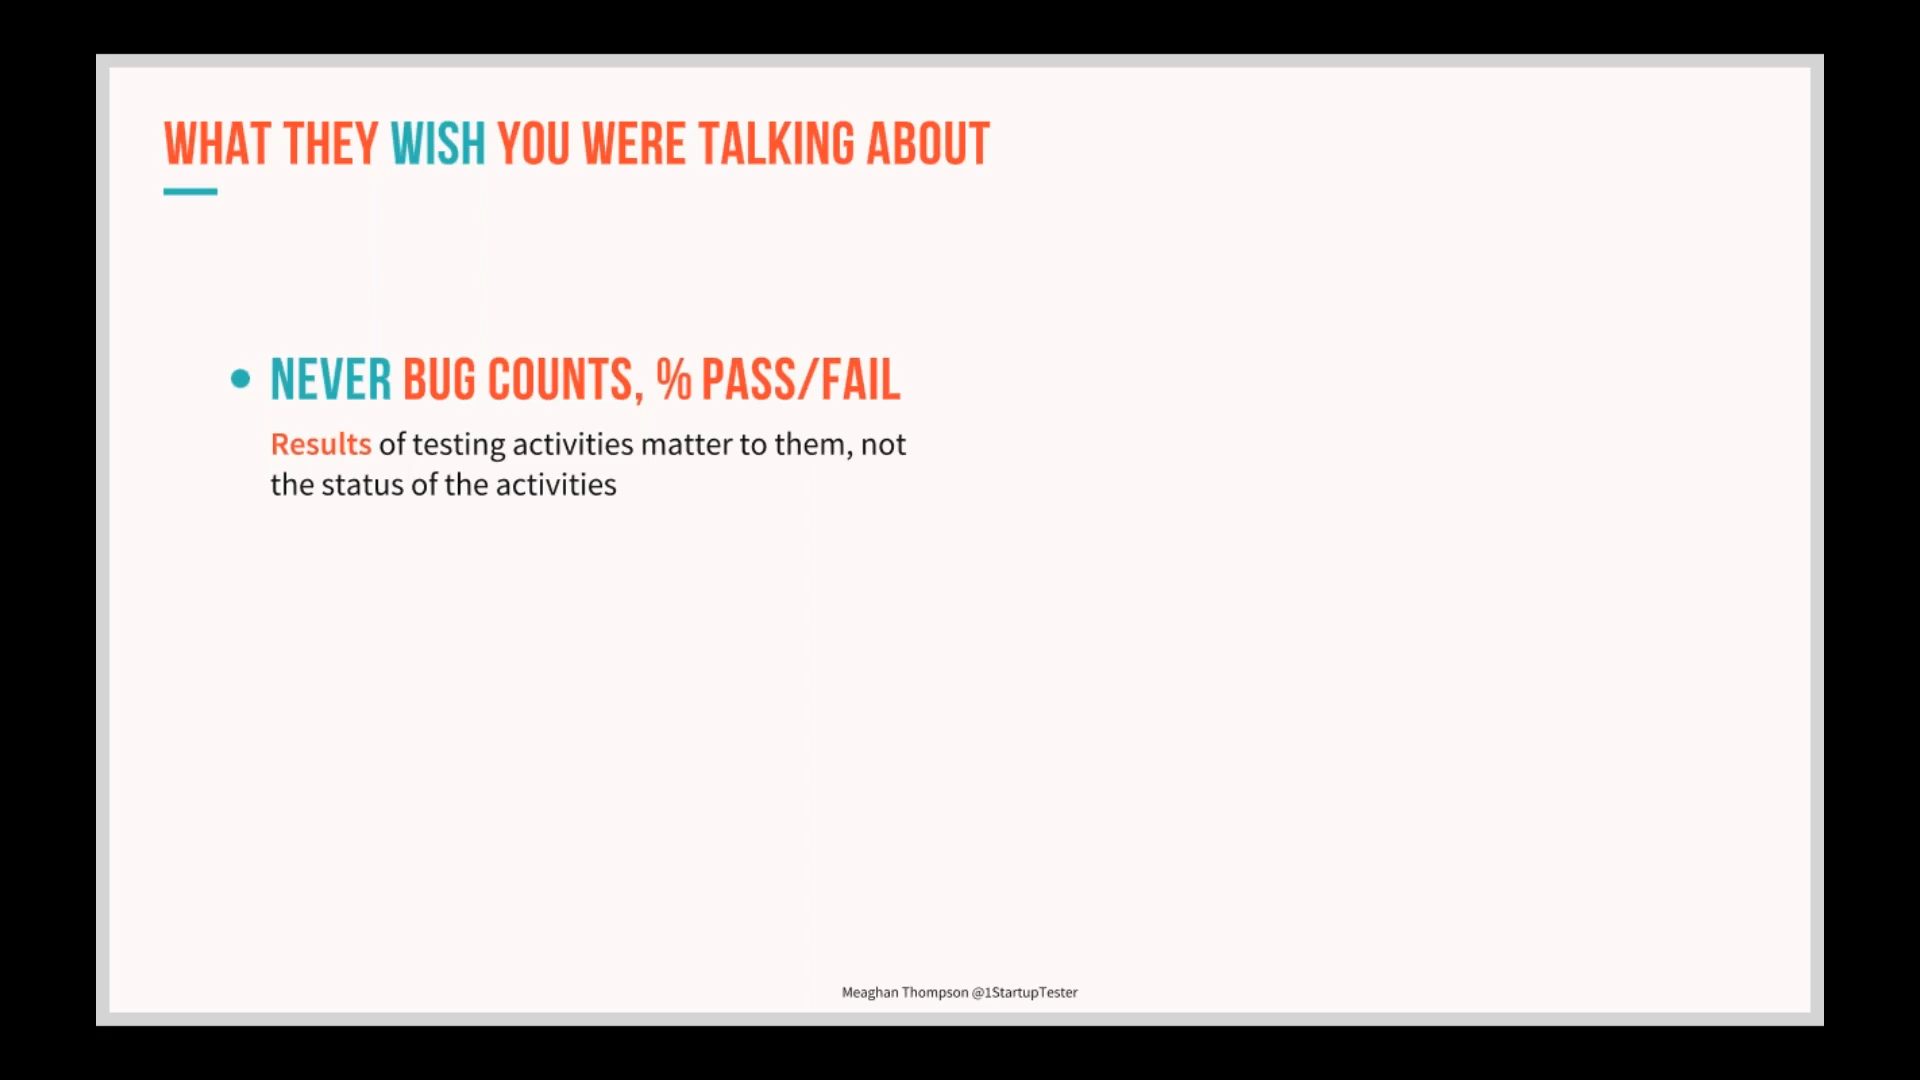 WHAT THEY WISH YOU WERE TALKING ABOUT
• NEVER BUG COUNTS, % PASS/FAIL
Results of testing activities matter to them, not
the status of the activities
Meaghan Thompson @1StartupTester